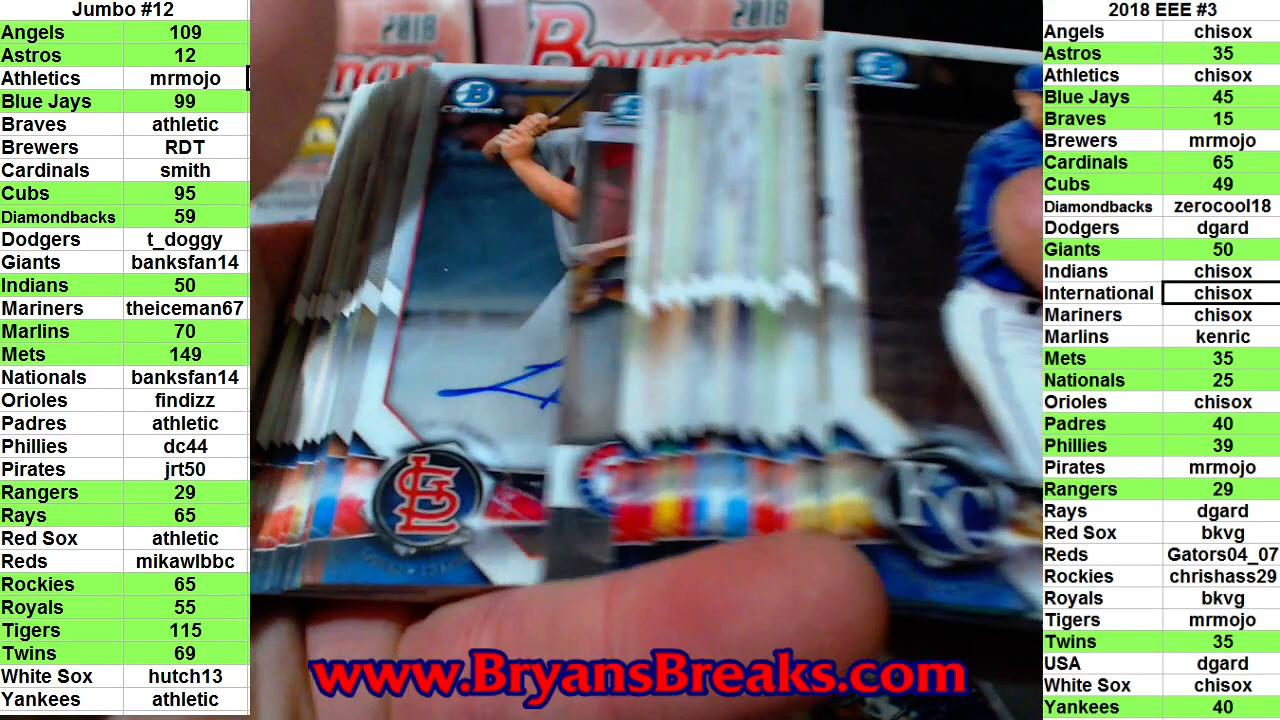 Jumbo #12
Angels 109
Astros 12
Athletics mrmojo
Blue Jays 99
Braves athletic
Brewers RDT
Cardinals smith
Cubs 95
Diamondbacks 59
Dodgers t_doggy
Giants banksfan14
Indians 50
Mariners theiceman67
Marlins 70
Mets 149
Nationals banksfan14
Orioles findizz
Padres athletic
Phillies dc44
Pirates jrt50
Rangers 29
Rays 65
Red Sox athletic
Reds mikawlbbc
Rockies 65
Royals 55
Tigers 115
Twins 69
White Sox hutch13
Yankees athletic
2018
2018
Bowman
B
Chrome
B
STL
KC
www.BryansBreaks.com
2018 EEE #3
Angels chisox
Astros 35
Athletics chisox
Blue Jays 45
Braves 15
Brewers mrmojo
Cardinals 65
Cubs 49
Diamondbacks zerocool18
Dodgers dgard
Giants 50
Indians chisox
International chisox
Mariners chisox
Marlins kenric
Mets 35
Nationals 25
Orioles chisox
Padres 40
Phillies 39
Pirates mrmojo
Rangers 29
Rays dgard
Red Sox bkvg
Reds Gators04_07
Rockies chrishass29
Royals bkvg
Tigers mrmojo
Twins 35
USA dgard
White Sox chisox
Yankees 40